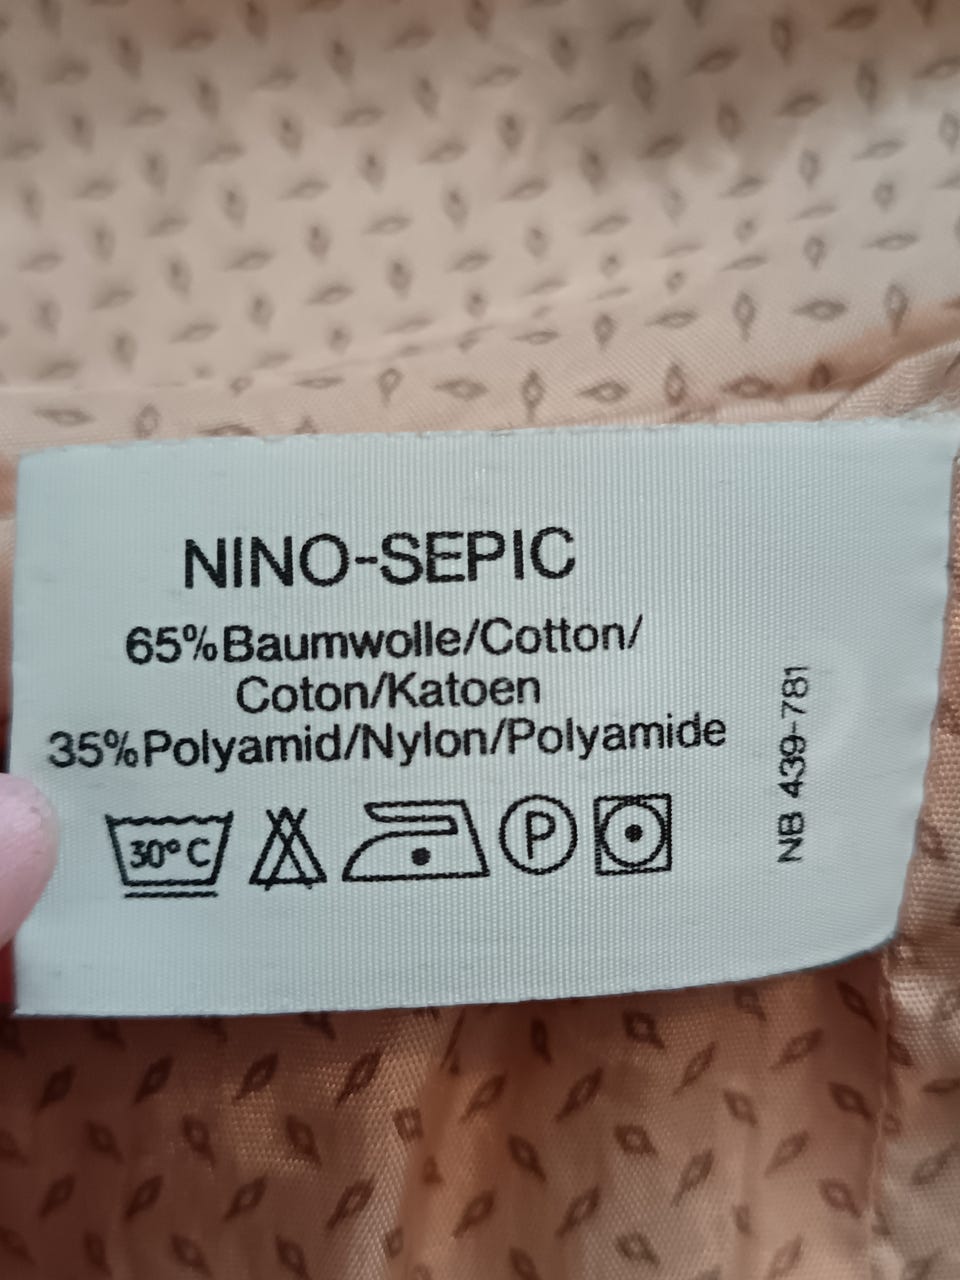 NINO-SEPIC
65% Baumwolle/Cotton/
Coton/Katoen
35% Polyamid/Nylon/Polyamide
30° C
P
NB 439-781